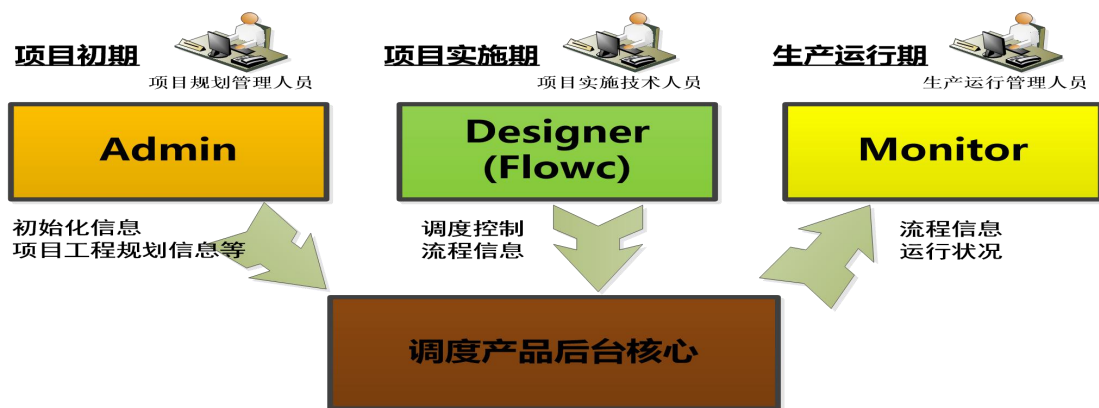 项目初期
项目规划管理人员
项目实施期
项目实施技术人员
生产运行期
生产运行管理人员
Admin
Designer
(Flowc)
Monitor
初始化信息
项目工程规划信息等
调度控制
流程信息
流程信息
运行状况
调度产品后台核心